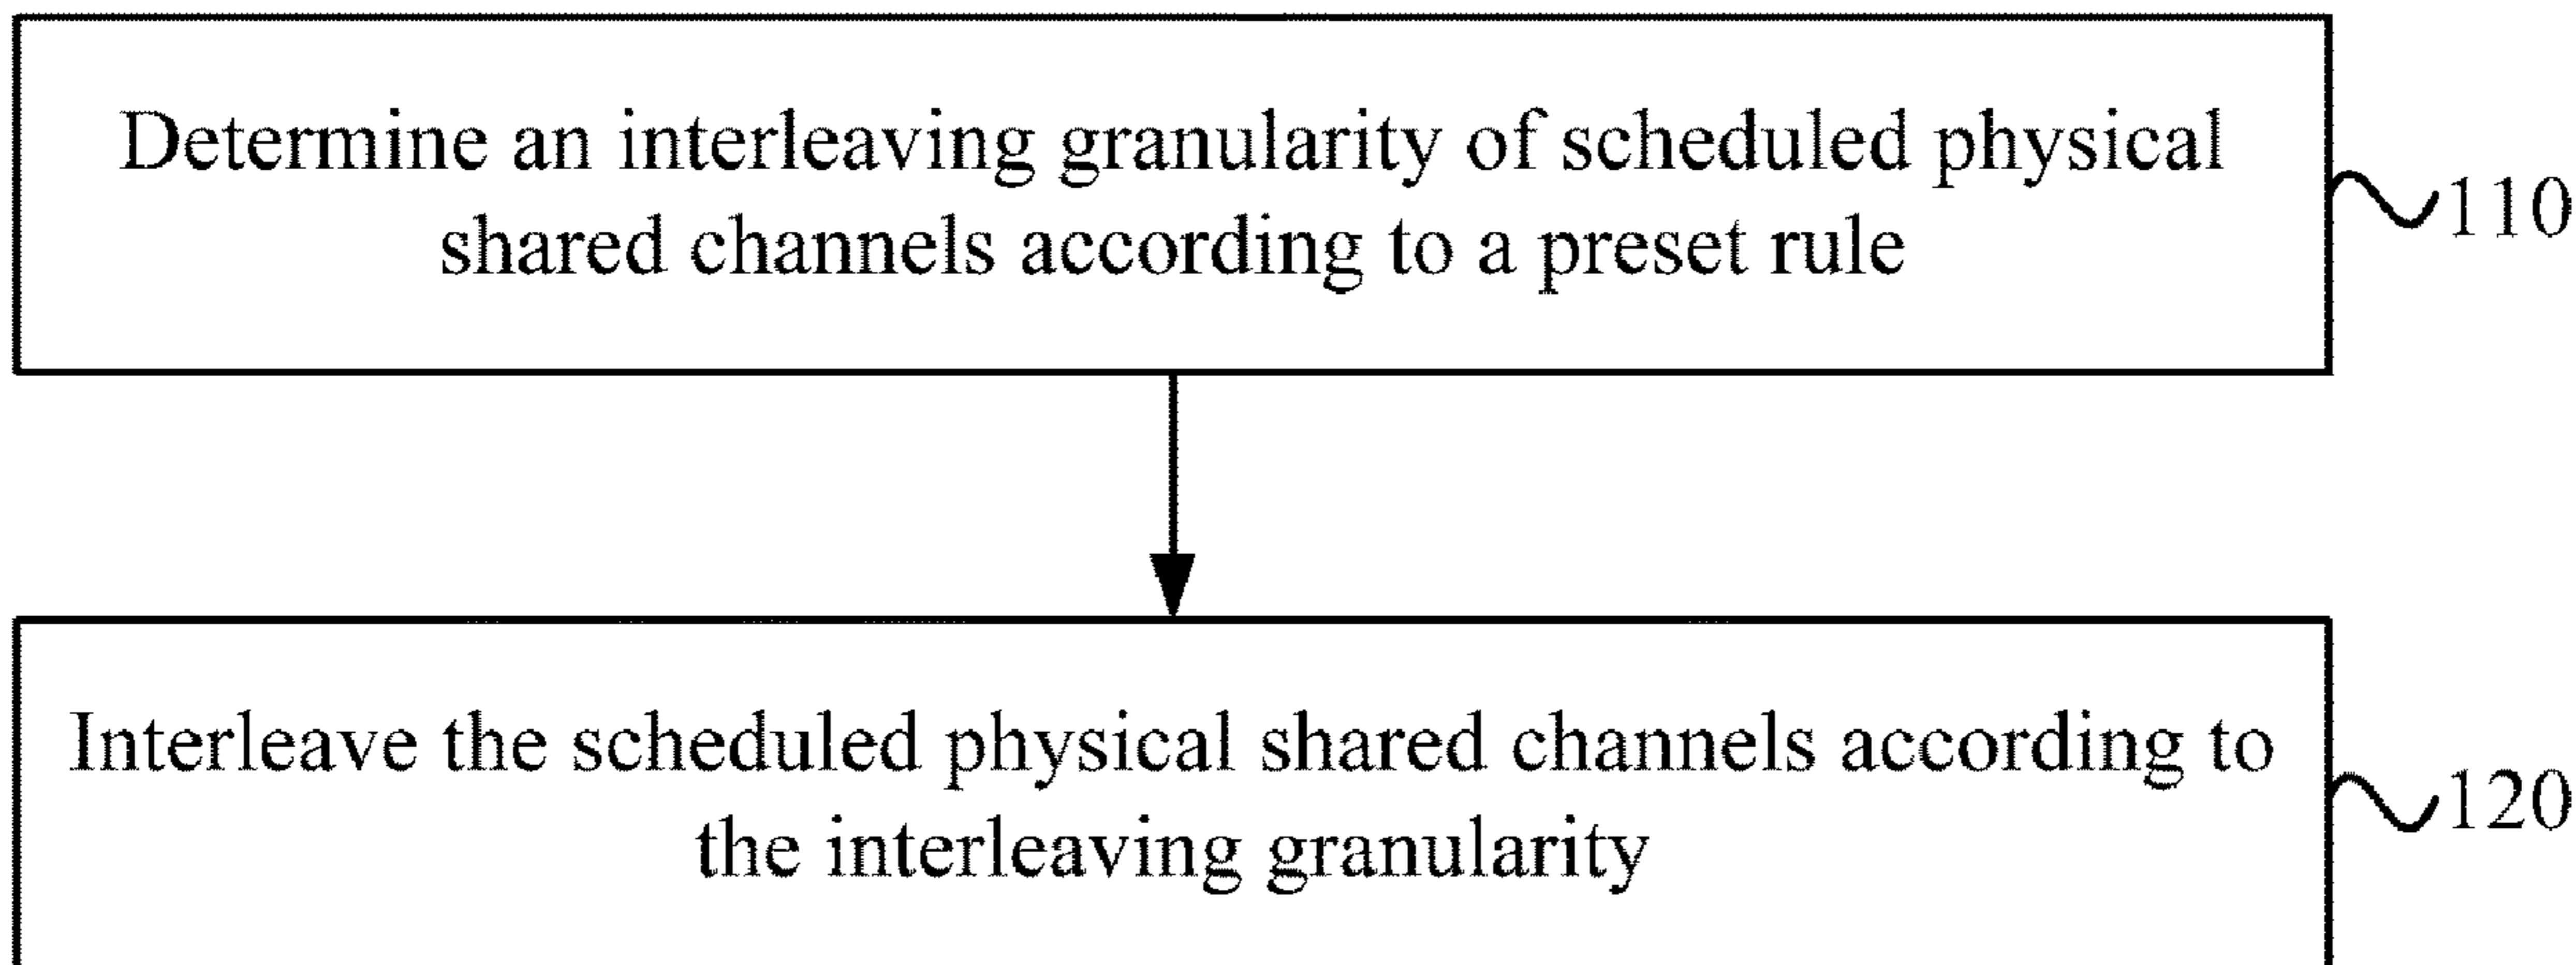 Determine an interleaving granularity of scheduled physical
shared channels according to a preset rule
110
Interleave the scheduled physical shared channels according to
the interleaving granularity
120